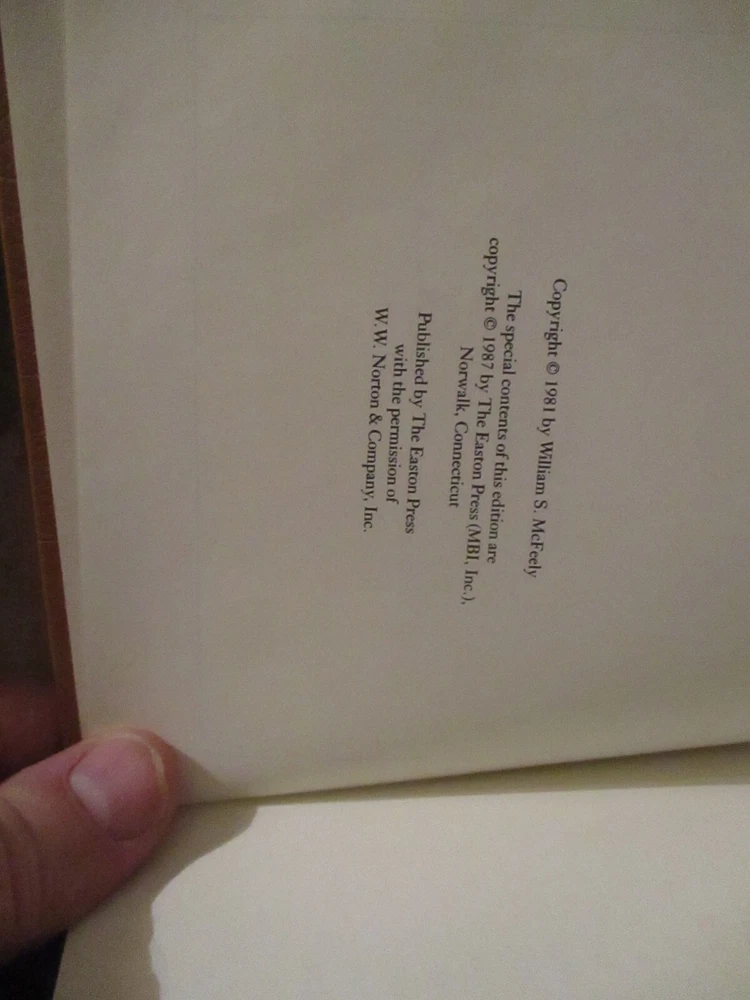 Copyright © 1981 by William S. McFeely
The special contents of this edition are
copyright © 1987 by The Easton Press (MBI, Inc.),
Norwalk, Connecticut
Published by The Easton Press
with the permission of
W.W. Norton & Company, Inc.